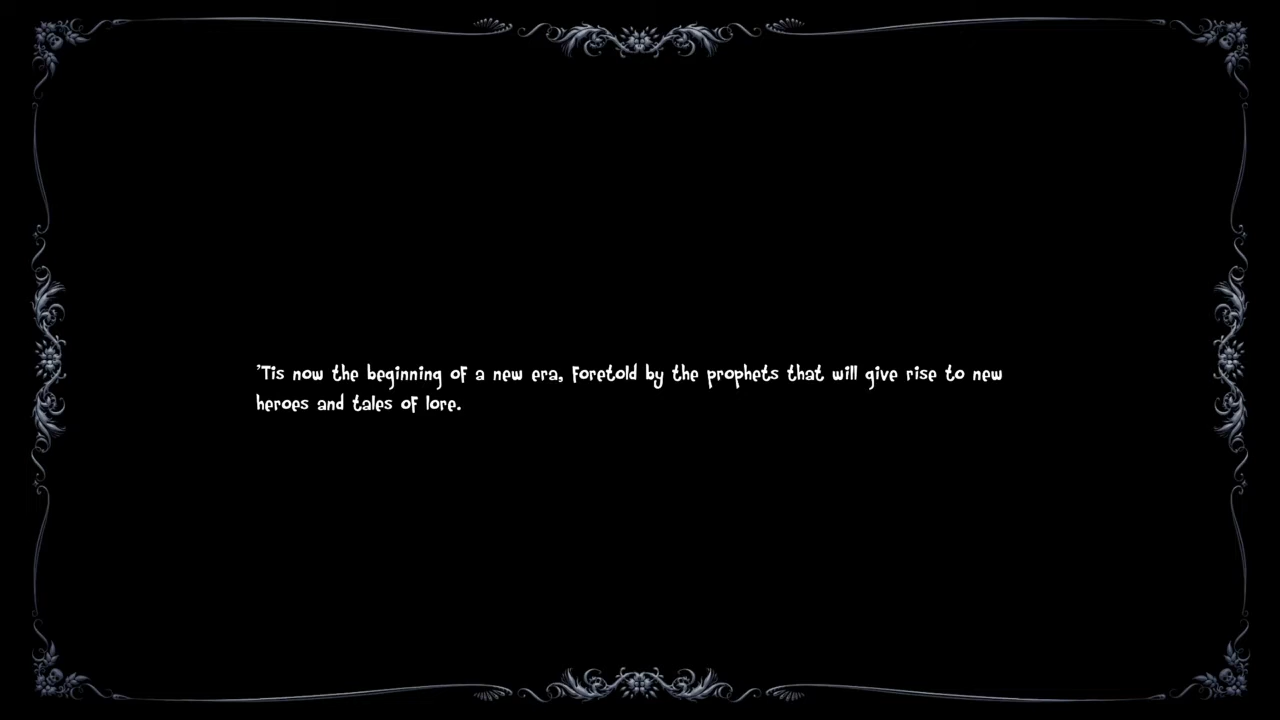 'Tis now the beginning of a new era, foretold by the prophets that will give rise to new
heroes and tales of lore.